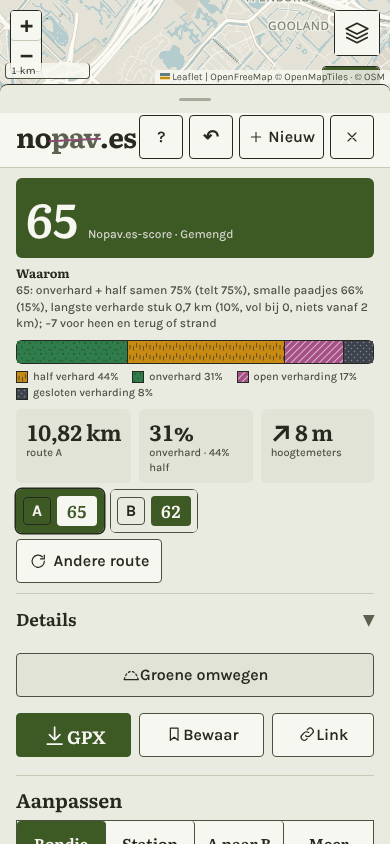 GOOLAND
+
−
1 km
Leaflet | OpenFreeMap © OpenMapTiles · © OSM
nopav.es ? ↶ + Nieuw ×
65 Nopav.es-score · Gemengd
Waarom
65: onverhard + half samen 75% (telt 75%), smalle paadjes 66%
(15%), langste verharde stuk 0,7 km (10%, vol bij 0, niets vanaf 2
km); −7 voor heen en terug of strand
half verhard 44% onverhard 31% open verharding 17%
gesloten verharding 8%
10,82 km 31% 8 m
route A onverhard · 44% hoogtemeters
half
A 65 B 62
Andere route
Details ▼
Groene omwegen
GPX Bewaar Link
Aanpassen
Rondje Station A naar B Meer